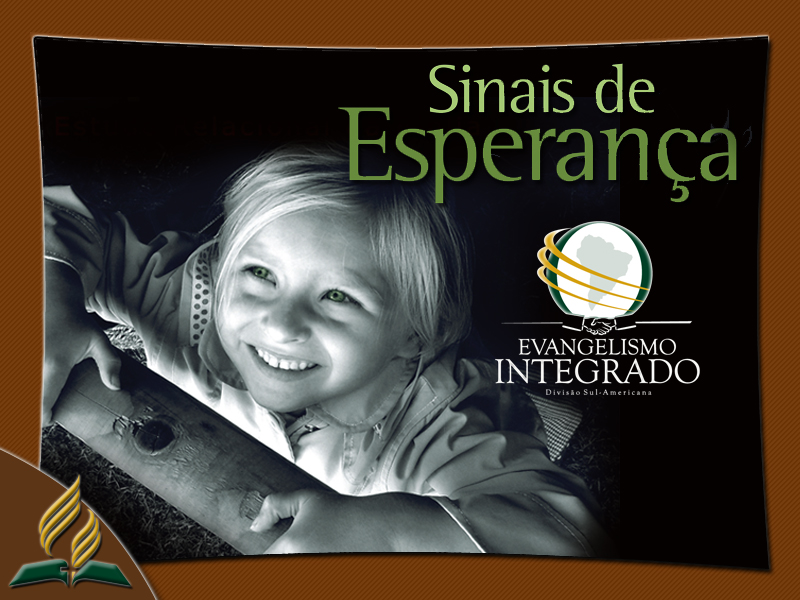 Sinais de
Esperança
EVANGELISMO
INTEGRADO
Divisão Sul-Americana